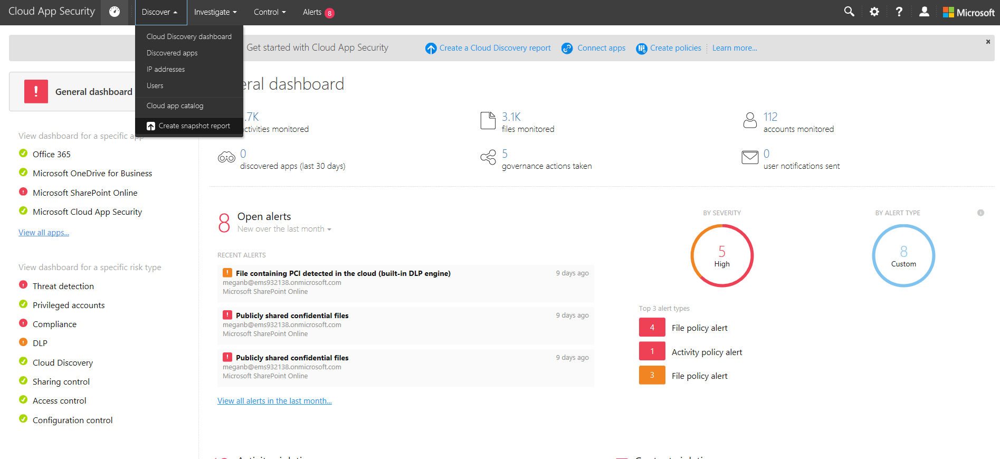 Cloud App Security
Discover
Investigate
Control
Alerts 8
Microsoft
Cloud Discovery dashboard
Discovered apps
IP addresses
Users
Cloud app catalog
Create snapshot report
Get started with Cloud App Security
Create a Cloud Discovery report
Connect apps
Create policies
Learn more...
General dashboard
View dashboard for a specific app
Office 365
Microsoft OneDrive for Business
Microsoft SharePoint Online
Microsoft Cloud App Security
View all apps...
View dashboard for a specific risk type
Threat detection
Privileged accounts
Compliance
DLP
Cloud Discovery
Sharing control
Access control
Configuration control
eral dashboard
.7K
ctivities monitored
3.1K
files monitored
112
accounts monitored
0
discovered apps (last 30 days)
5
governance actions taken
0
user notifications sent
8
Open alerts
New over the last month
RECENT ALERTS
File containing PCI detected in the cloud (built-in DLP engine)
9 days ago
meganb@ems932138.onmicrosoft.com
Microsoft SharePoint Online
Publicly shared confidential files
9 days ago
meganb@ems932138.onmicrosoft.com
Microsoft SharePoint Online
Publicly shared confidential files
9 days ago
meganb@ems932138.onmicrosoft.com
Microsoft SharePoint Online
View all alerts in the last month...
BY SEVERITY
5
High
BY ALERT TYPE
8
Custom
Top 3 alert types
4 File policy alert
1 Activity policy alert
3 File policy alert